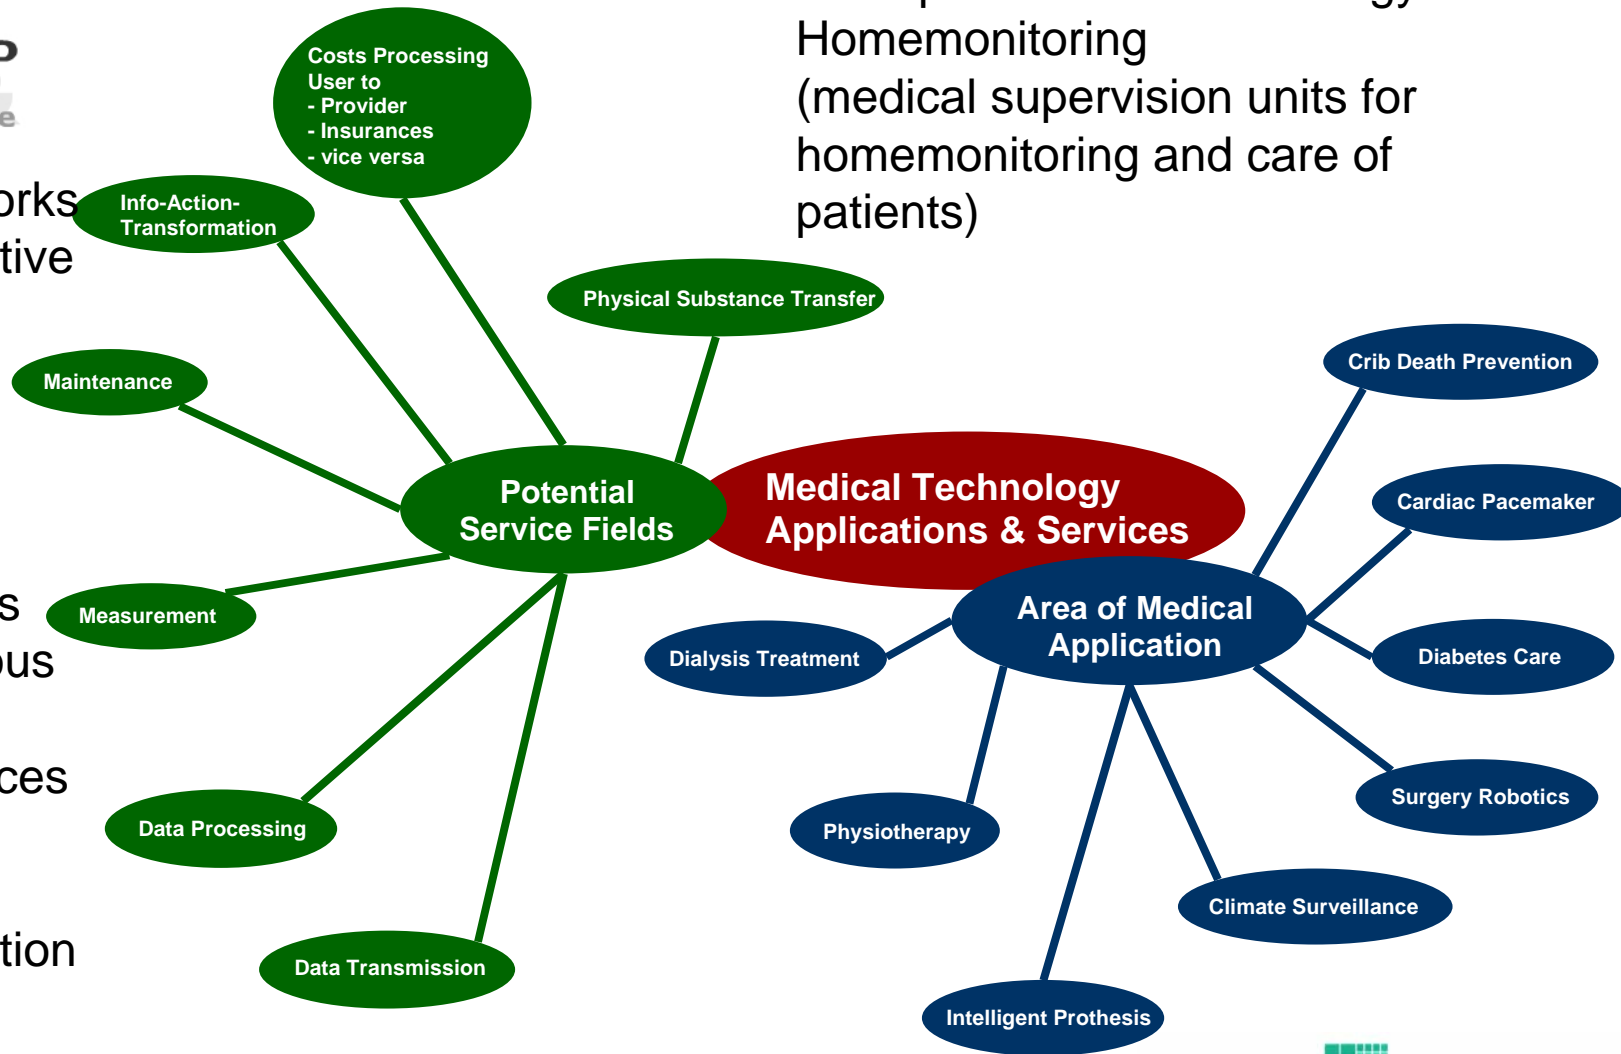 Homemonitoring
(medical supervision units for
homemonitoring and care of
patients)
Costs Processing
User to
- Provider
- Insurances
- vice versa
Info-Action-
Transformation
Physical Substance Transfer
Maintenance
Crib Death Prevention
Potential
Service Fields
Medical Technology
Applications & Services
Cardiac Pacemaker
Measurement
Area of Medical
Application
Dialysis Treatment
Diabetes Care
Surgery Robotics
Data Processing
Physiotherapy
Climate Surveillance
Data Transmission
Intelligent Prothesis